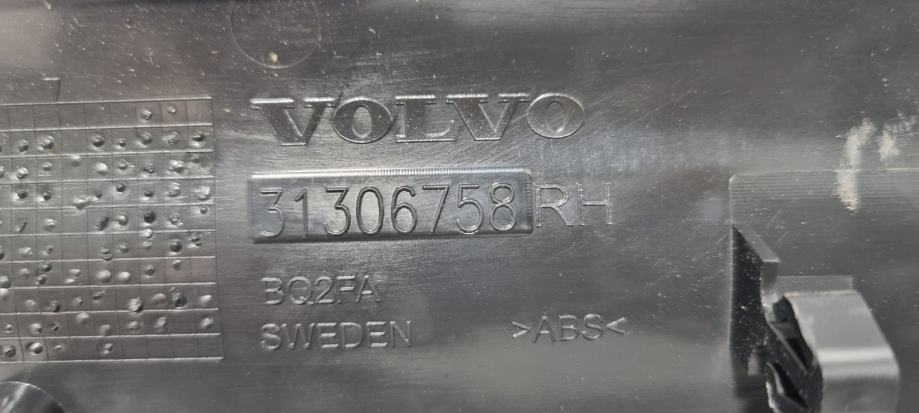 VOLVO
31306758 RH
BQ2FA
SWEDEN >ABS<